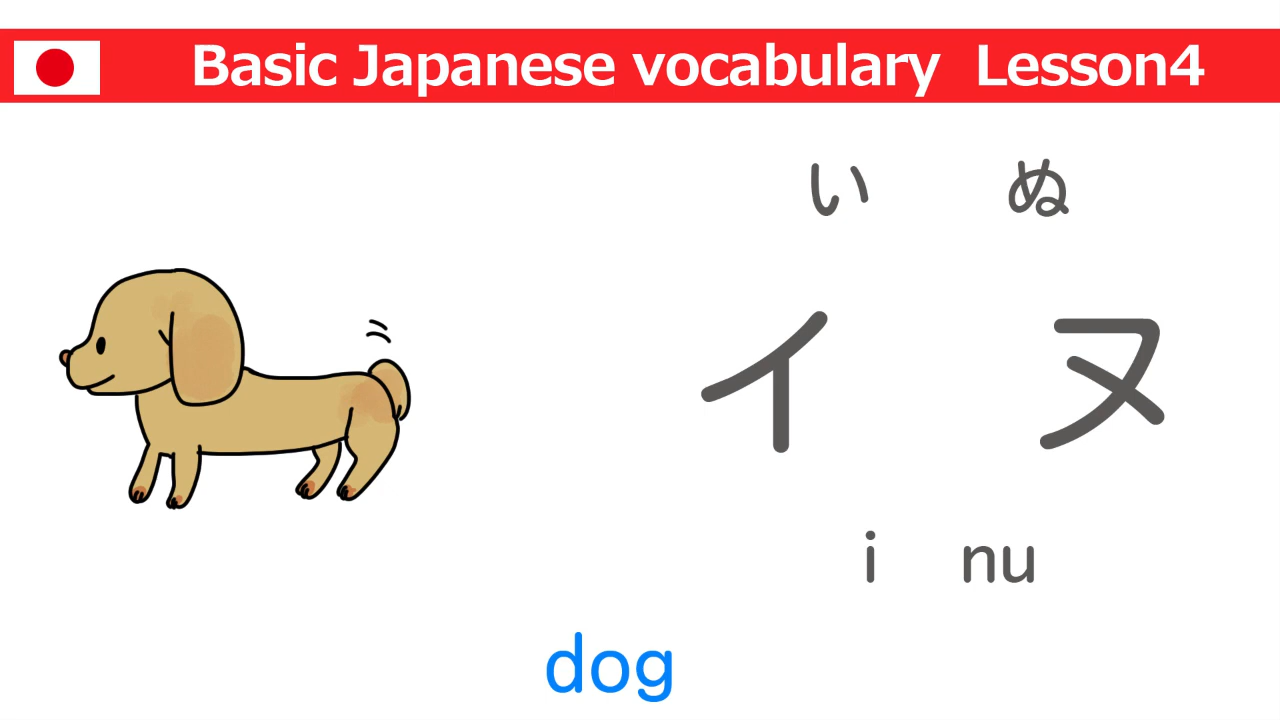 Basic Japanese vocabulary Lesson4
い ぬ
イ ヌ
i nu
dog